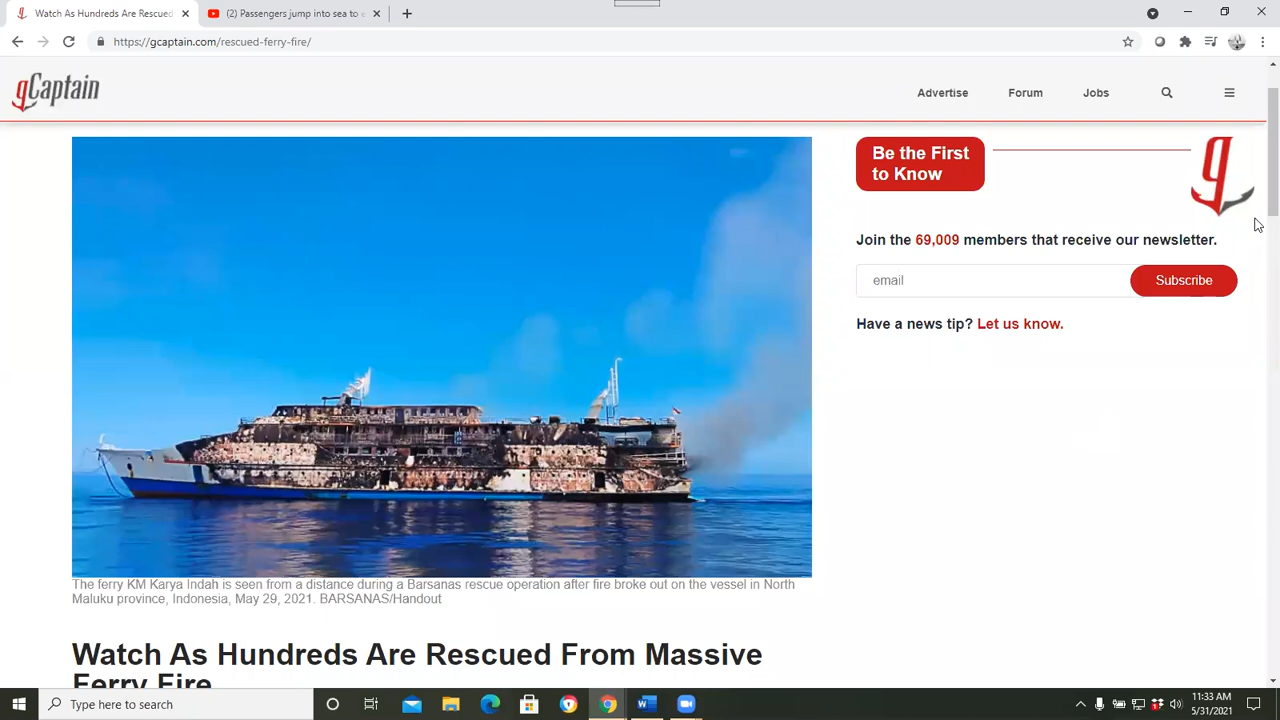 Watch As Hundreds Are Rescued
(2) Passengers jump into sea to e
https://gcaptain.com/rescued-ferry-fire/
gCaptain
Advertise
Forum
Jobs
Be the First
to Know
g
Join the 69,009 members that receive our newsletter.
email
Subscribe
Have a news tip? Let us know.
The ferry KM Karya Indah is seen from a distance during a Barsanas rescue operation after fire broke out on the vessel in North
Maluku province, Indonesia, May 29, 2021. BARSANAS/Handout
Watch As Hundreds Are Rescued From Massive
Ferry Fire
Type here to search
11:33 AM
5/31/2021